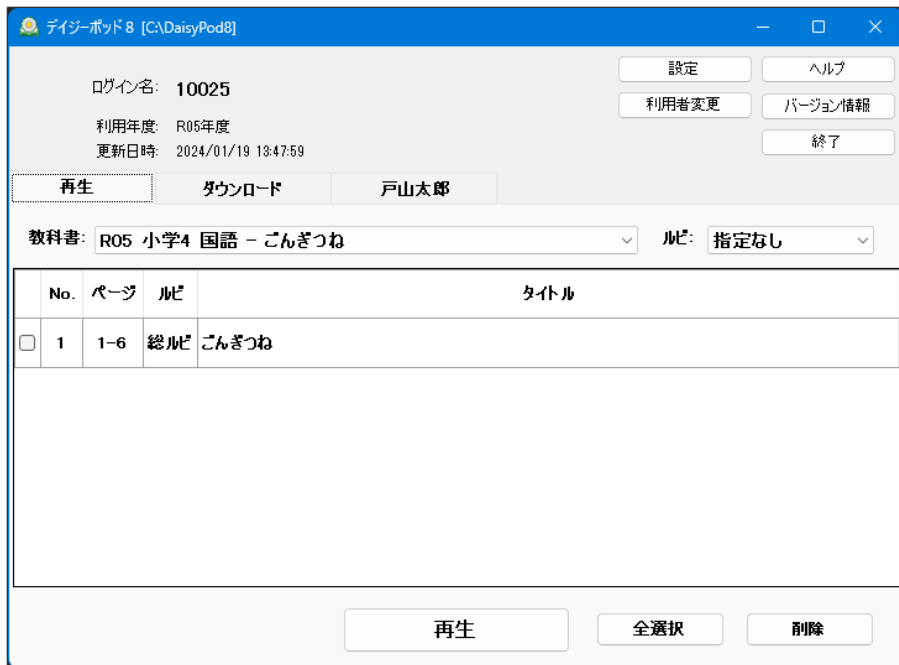 デイジーポッド8 [C:\DaisyPod8]
設定 ヘルプ
ログイン名: 10025
利用者変更 バージョン情報
利用年度: R05年度
終了
更新日時: 2024/01/19 13:47:59
再生 ダウンロード 戸山太郎
教科書: R05 小学4 国語 - ごんぎつね ルビ: 指定なし
No. ページ ルビ タイトル
1 1-6 総ルビ ごんぎつね
再生 全選択 削除